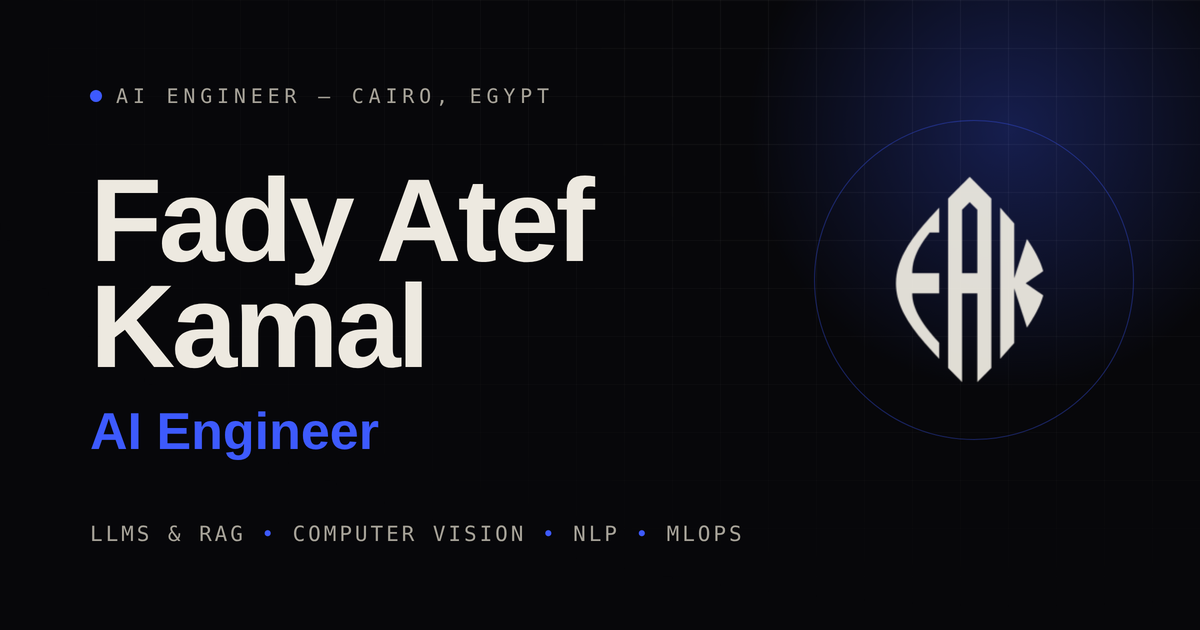 AI ENGINEER — CAIRO, EGYPT
Fady Atef
Kamal
AI Engineer
LLMS & RAG • COMPUTER VISION • NLP • MLOPS
FAK